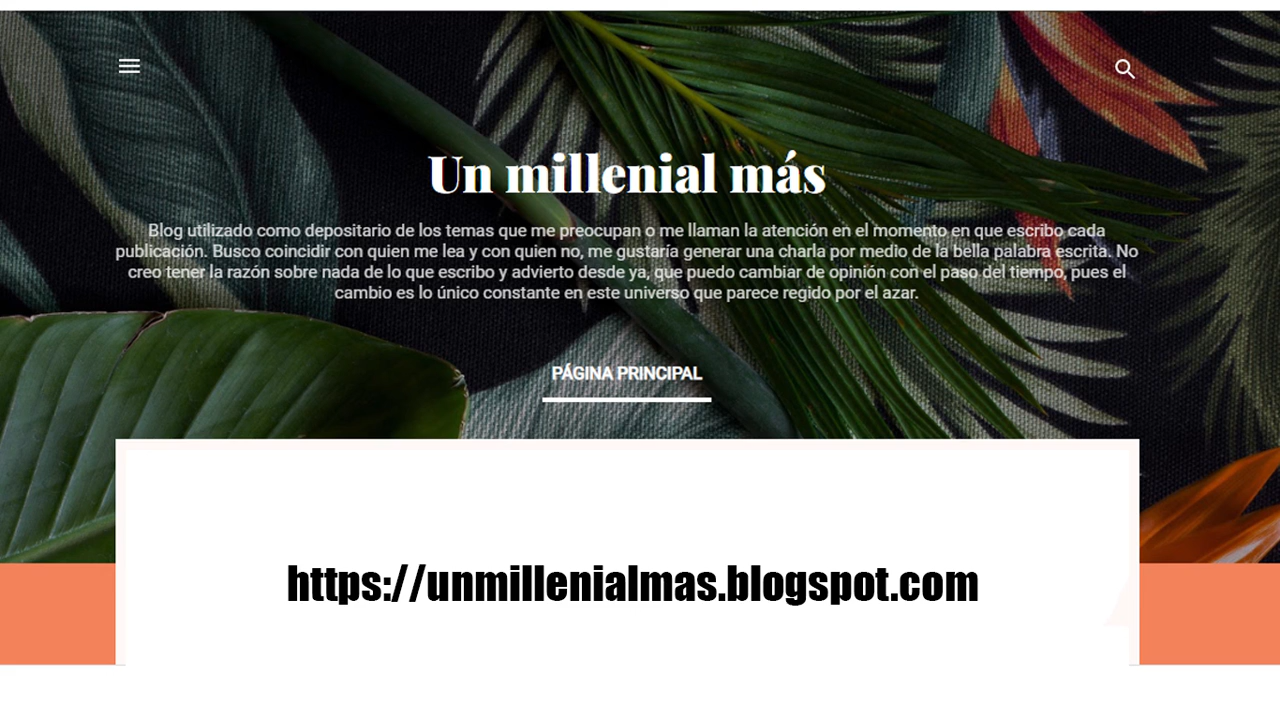 Un millenial más
Blog utilizado como depositario de los temas que me preocupan o me llaman la atención en el momento en que escribo cada
publicación. Busco coincidir con quien me lea y con quien no, me gustaría generar una charla por medio de la bella palabra escrita. No
creo tener la razón sobre nada de lo que escribo y advierto desde ya, que puedo cambiar de opinión con el paso del tiempo, pues el
cambio es lo único constante en este universo que parece regido por el azar.
PÁGINA PRINCIPAL
https://unmillenialmas.blogspot.com